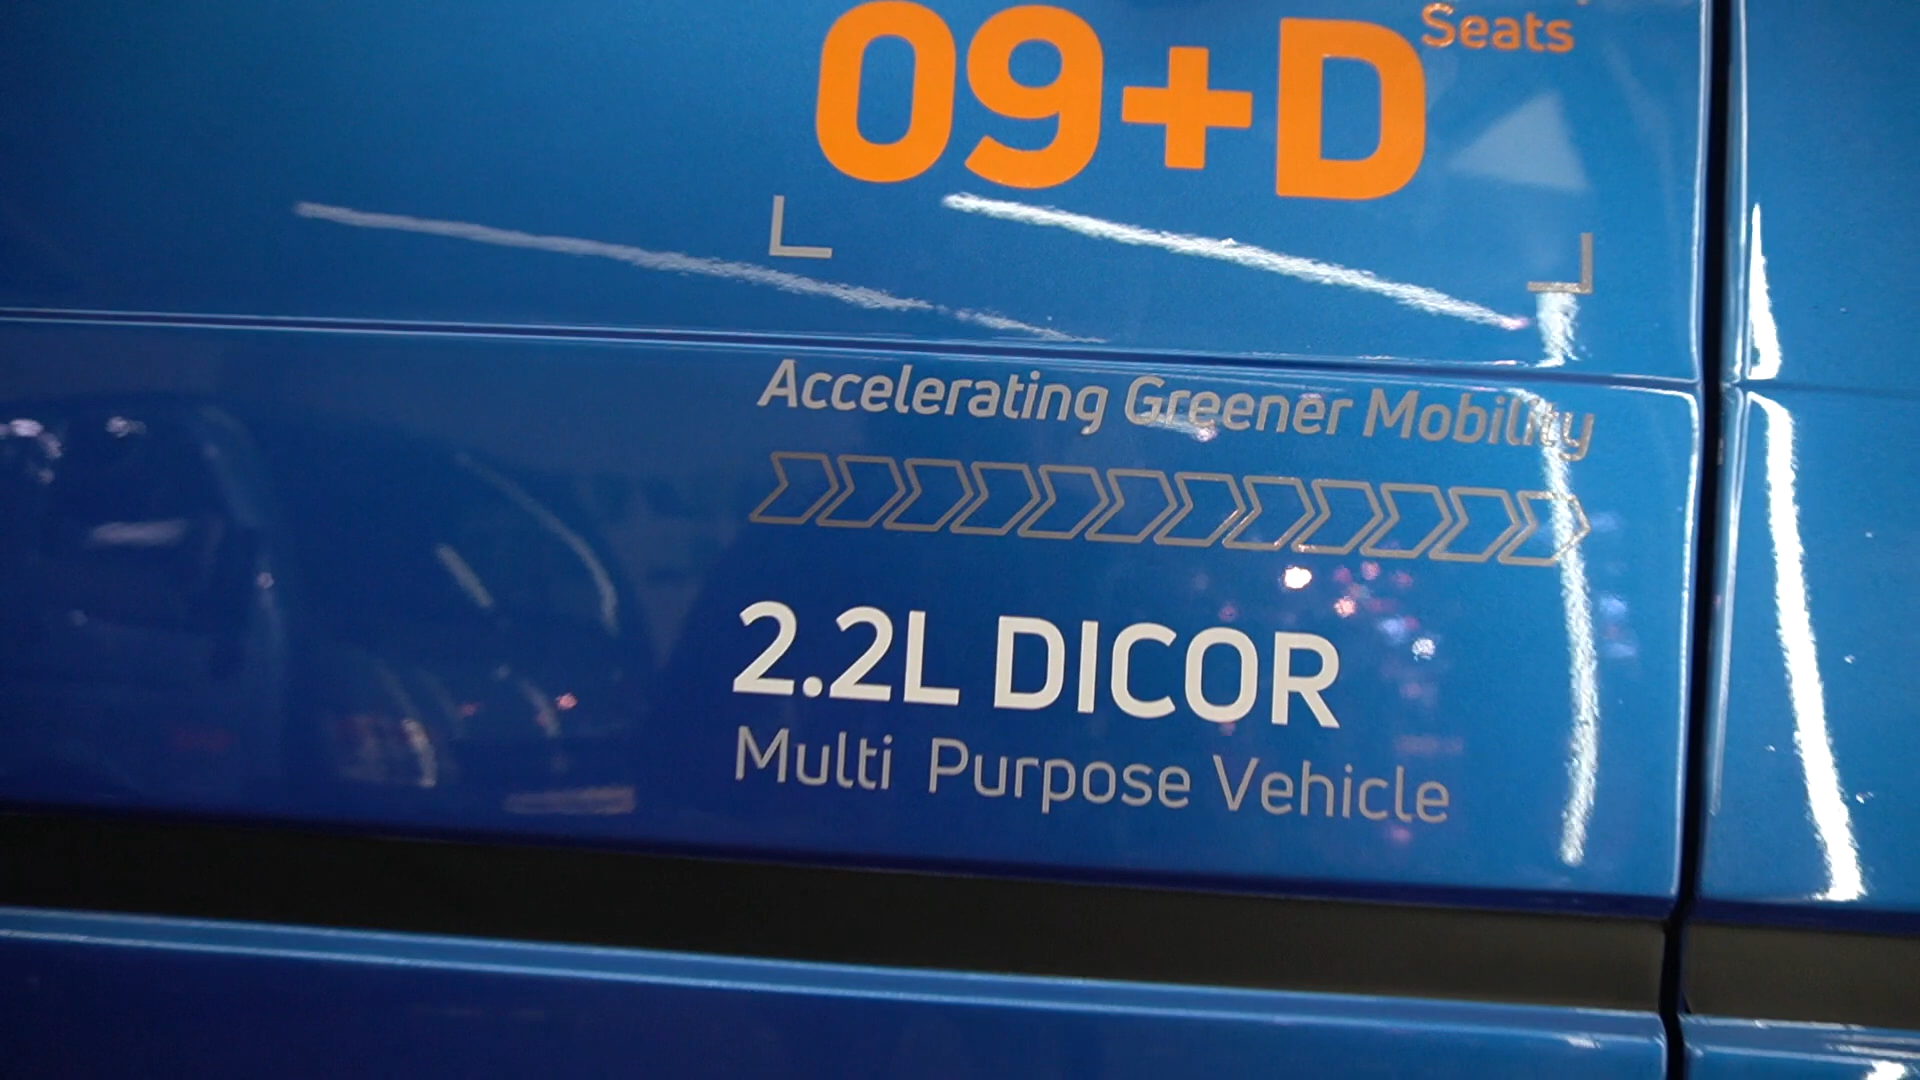 Seats
09+D
Accelerating Greener Mobility
2.2L DICOR
Multi Purpose Vehicle